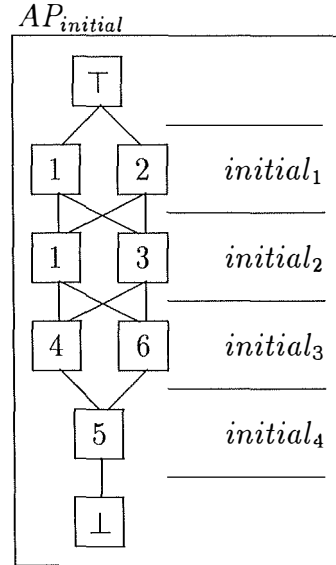 AP_initial
⊤
1 2 initial_1
1 3 initial_2
4 6 initial_3
5 initial_4
⊥